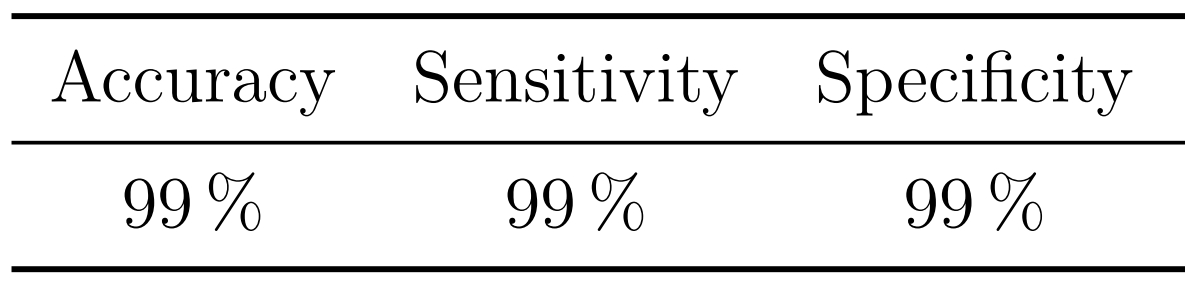 Accuracy Sensitivity Specificity
99 % 99 % 99 %